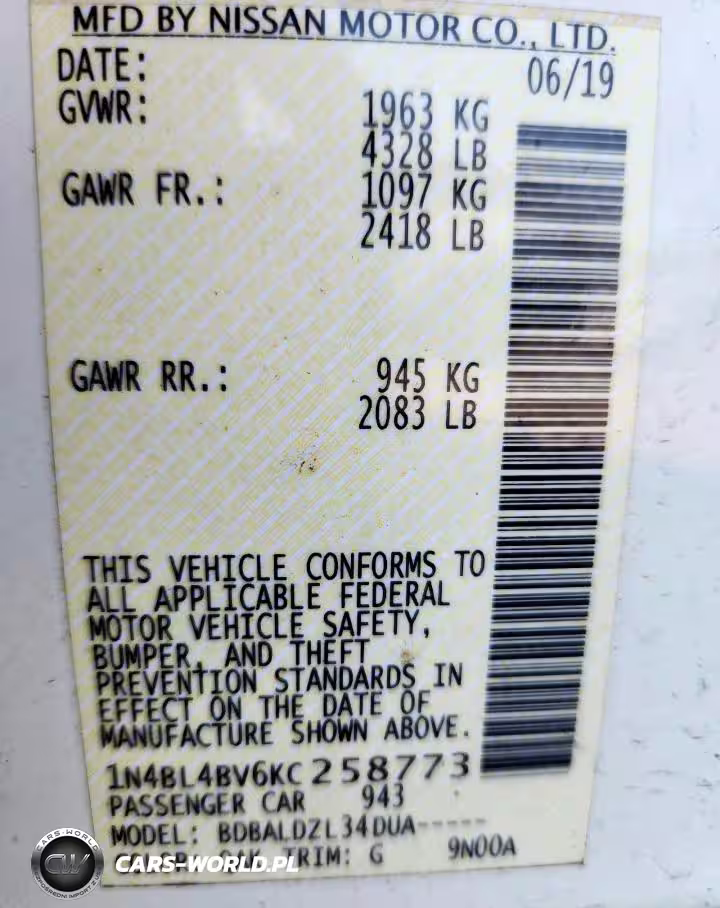 MFD BY NISSAN MOTOR CO., LTD.
DATE: 06/19
GVWR: 1963 KG
4328 LB
GAWR FR.: 1097 KG
2418 LB
GAWR RR.: 945 KG
2083 LB
THIS VEHICLE CONFORMS TO
ALL APPLICABLE FEDERAL
MOTOR VEHICLE SAFETY,
BUMPER, AND THEFT
PREVENTION STANDARDS IN
EFFECT ON THE DATE OF
MANUFACTURE SHOWN ABOVE.
1N4BL4BV6KC258773
PASSENGER CAR 943
MODEL: BDBALDZL34DUA-----
TRIM: G 9N00A
CARS-WORLD
CW
CARS-WORLD.PL